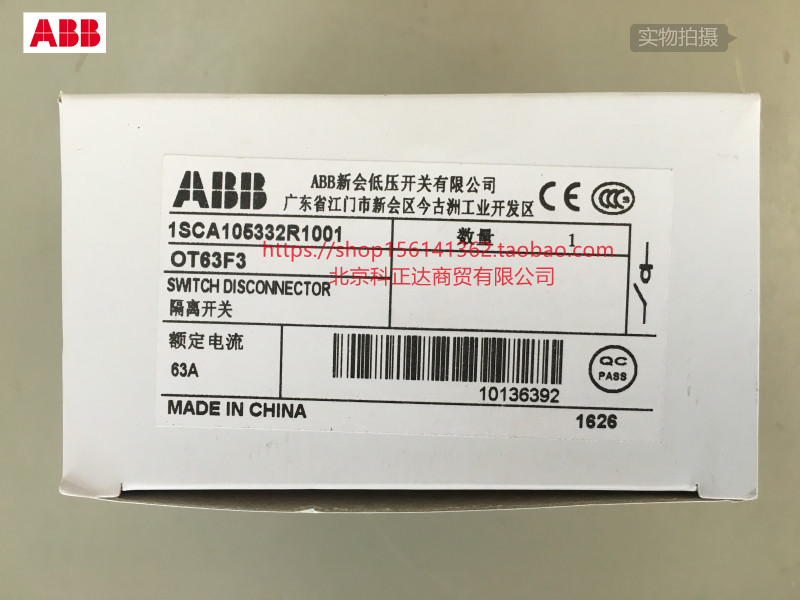 ABB
实物拍摄
ABB
ABB新会低压开关有限公司
广东省江门市新会区今古洲工业开发区
CE
CCC
1SCA105332R1001
数量 1
https://shop156141362.taobao.com
OT63F3
北京科正达商贸有限公司
SWITCH DISCONNECTOR
隔离开关
额定电流
63A
10136392
QC
PASS
MADE IN CHINA
1626